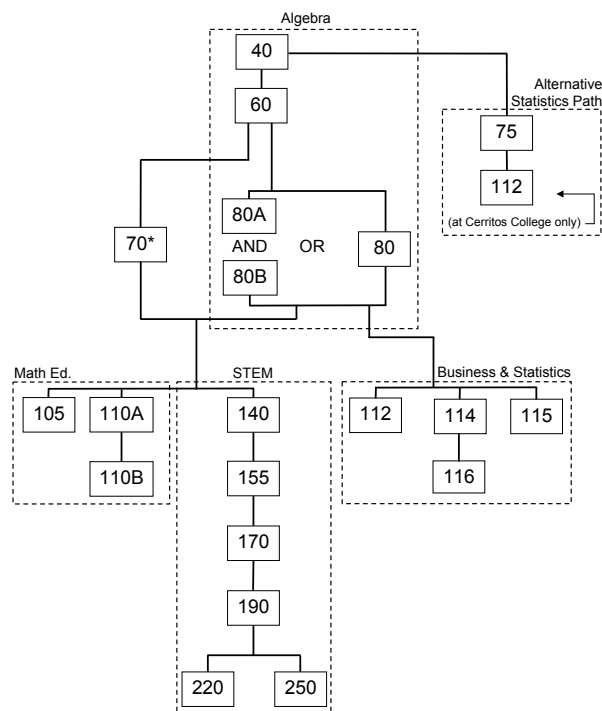 Algebra
40
60
Alternative
Statistics Path
75
112
(at Cerritos College only)
70*
80A
AND
OR
80
80B
Math Ed.
STEM
Business & Statistics
105
110A
140
112
114
115
110B
155
116
170
190
220
250